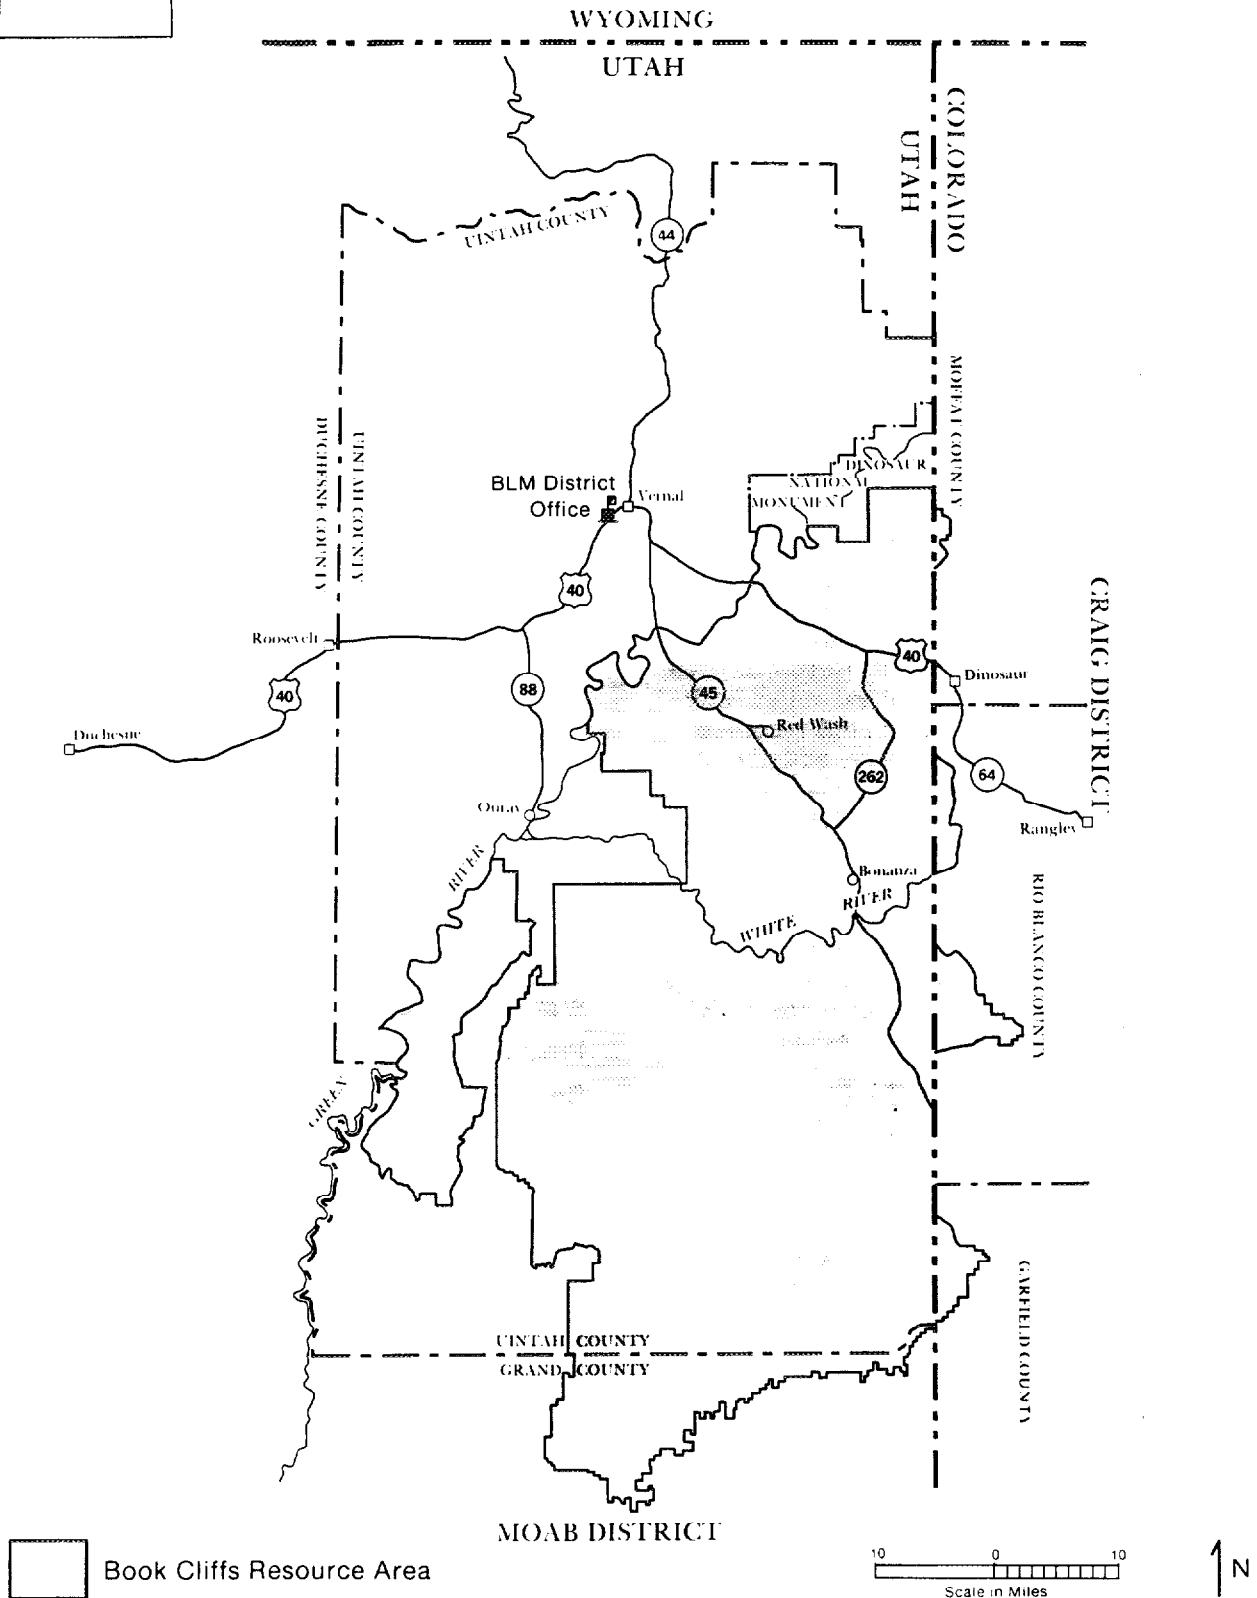 WYOMING
UTAH
COLORADO
UTAH
UINTAH COUNTY
44
MOFFAT COUNTY
DUCHESNE COUNTY
UINTAH COUNTY
DINOSAUR
NATIONAL
MONUMENT
BLM District
Office
Vernal
40
CRAIG DISTRICT
Roosevelt
40
88
40
Dinosaur
45
Red Wash
Duchesne
262
64
Ouray
Rangley
RIVER
Bonanza
RIVER
WHITE
RIO BLANCO COUNTY
GREEN
GARFIELD COUNTY
UINTAH COUNTY
GRAND COUNTY
MOAB DISTRICT
Book Cliffs Resource Area
10 0 10
Scale in Miles
N